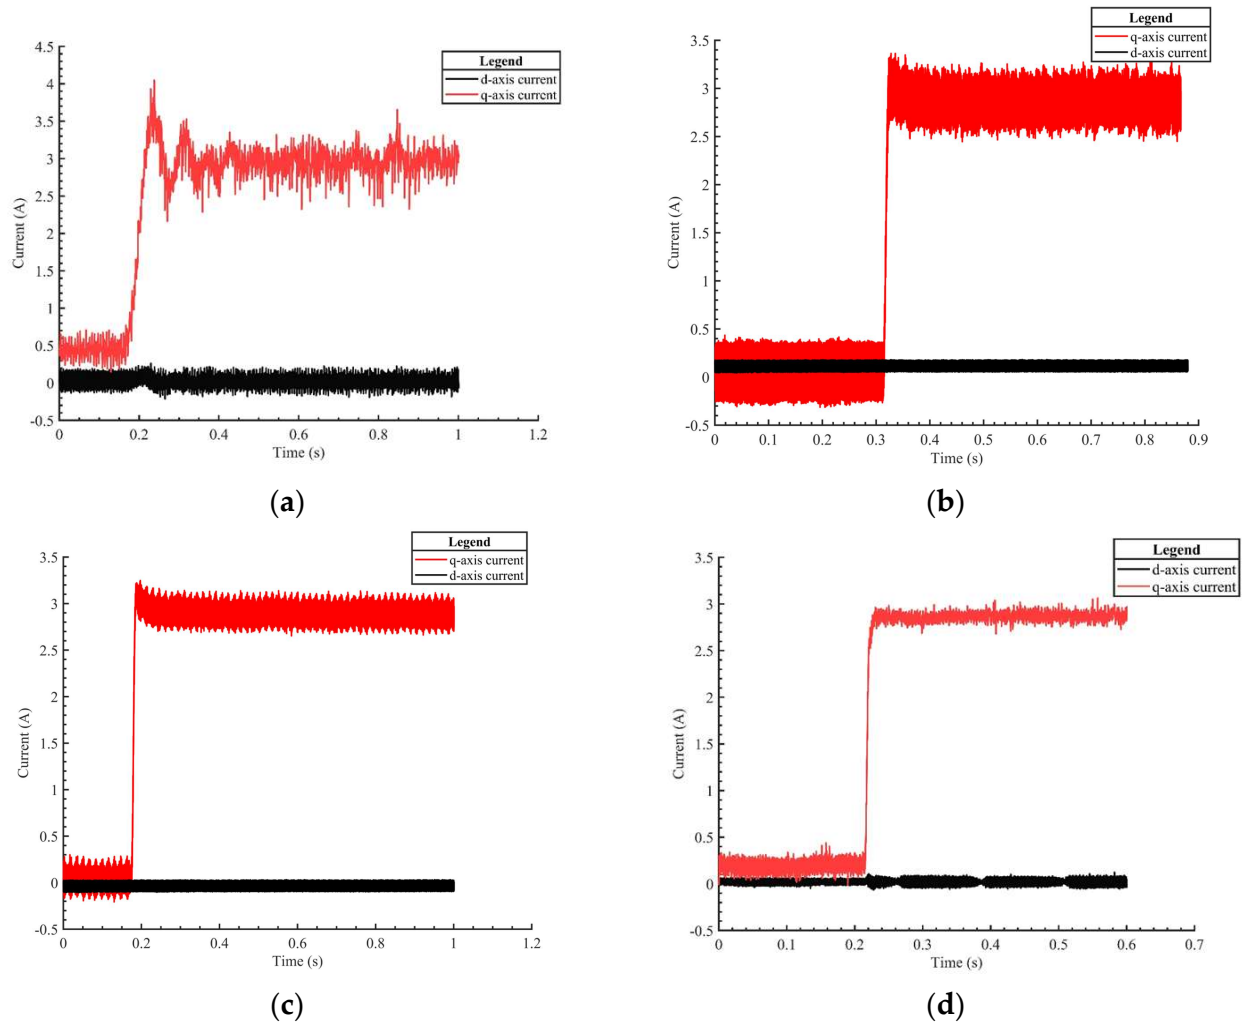 Legend
d-axis current
q-axis current
4.5
4
3.5
3
2.5
2
1.5
1
0.5
0
-0.5
Current (A)
0 0.2 0.4 0.6 0.8 1 1.2
Time (s)
(a)
Legend
q-axis current
d-axis current
3.5
3
2.5
2
1.5
1
0.5
0
-0.5
Current (A)
0 0.1 0.2 0.3 0.4 0.5 0.6 0.7 0.8 0.9
Time (s)
(b)
Legend
q-axis current
d-axis current
3.5
3
2.5
2
1.5
1
0.5
0
-0.5
Current (A)
0 0.2 0.4 0.6 0.8 1 1.2
Time (s)
(c)
Legend
d-axis current
q-axis current
3.5
3
2.5
2
1.5
1
0.5
0
-0.5
Current (A)
0 0.1 0.2 0.3 0.4 0.5 0.6 0.7
Time (s)
(d)